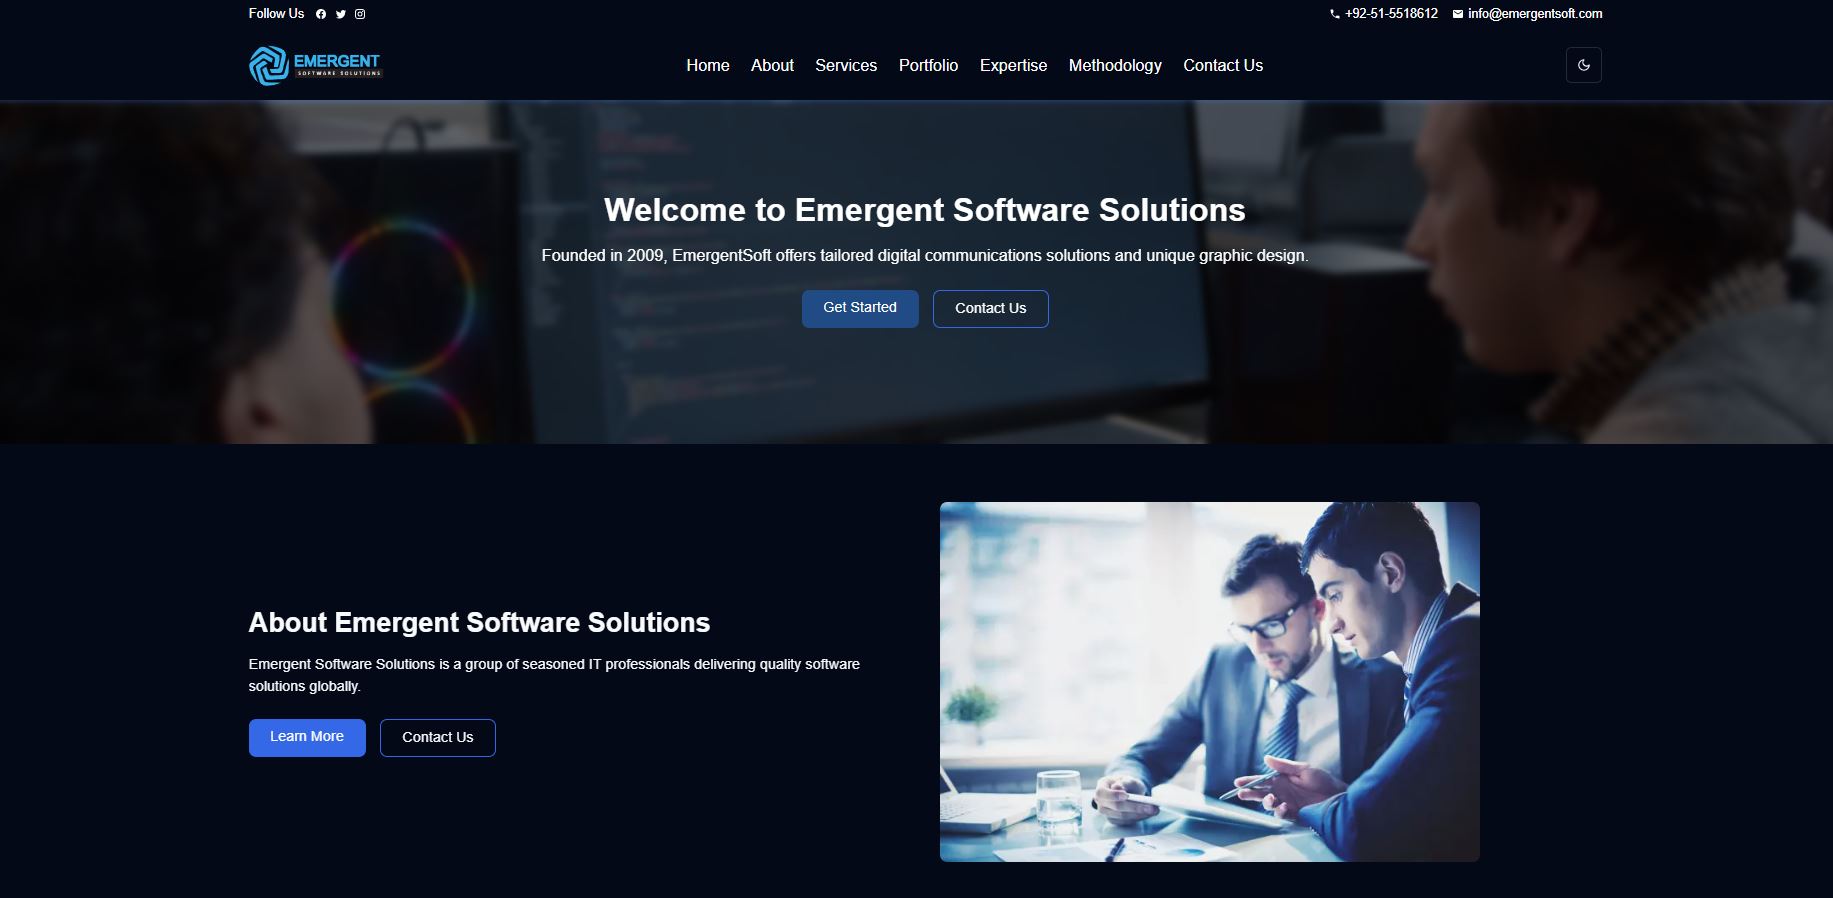 Follow Us
+92-51-5518612
info@emergentsoft.com
EMERGENT
SOFTWARE SOLUTIONS
Home
About
Services
Portfolio
Expertise
Methodology
Contact Us
Welcome to Emergent Software Solutions
Founded in 2009, EmergentSoft offers tailored digital communications solutions and unique graphic design.
Get Started
Contact Us
About Emergent Software Solutions
Emergent Software Solutions is a group of seasoned IT professionals delivering quality software
solutions globally.
Learn More
Contact Us